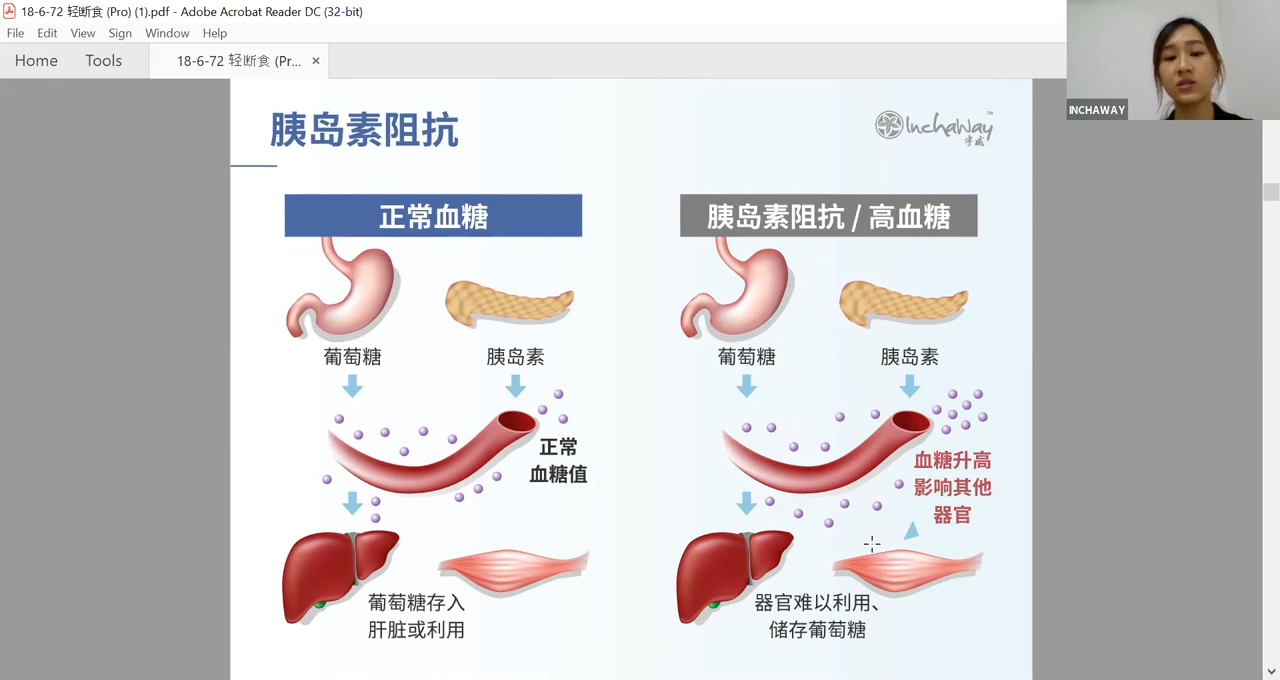 18-6-72 轻断食 (Pro) (1).pdf - Adobe Acrobat Reader DC (32-bit)
File Edit View Sign Window Help
Home Tools 18-6-72 轻断食 (Pr... ×
INCHAWAY
胰岛素阻抗
InchaWay™
宇威
正常血糖
胰岛素阻抗 / 高血糖
葡萄糖
胰岛素
葡萄糖
胰岛素
正常
血糖值
血糖升高
影响其他
器官
葡萄糖存入
肝脏或利用
器官难以利用、
储存葡萄糖